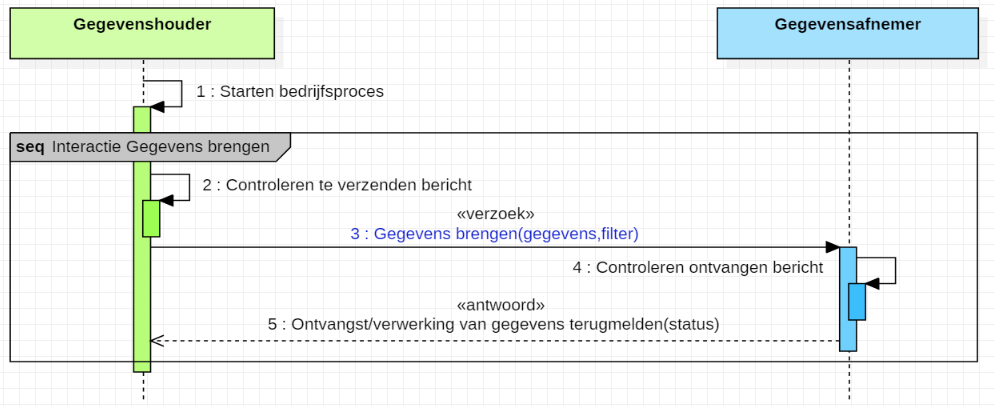 Gegevenshouder
Gegevensafnemer
1 : Starten bedrijfsproces
seq Interactie Gegevens brengen
2 : Controleren te verzenden bericht
«verzoek»
3 : Gegevens brengen(gegevens,filter)
4 : Controleren ontvangen bericht
«antwoord»
5 : Ontvangst/verwerking van gegevens terugmelden(status)